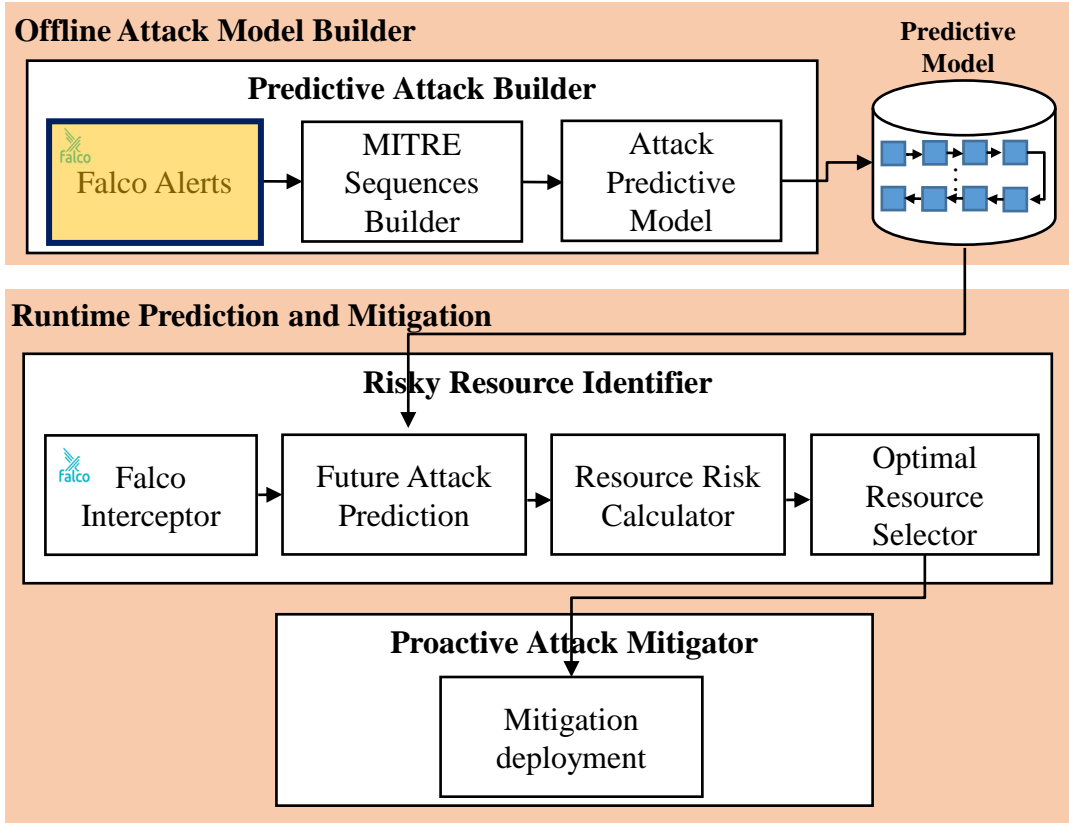 Offline Attack Model Builder
Predictive
Model
Predictive Attack Builder
falco
Falco Alerts
MITRE
Sequences
Builder
Attack
Predictive
Model
Runtime Prediction and Mitigation
Risky Resource Identifier
falco
Falco
Interceptor
Future Attack
Prediction
Resource Risk
Calculator
Optimal
Resource
Selector
Proactive Attack Mitigator
Mitigation
deployment